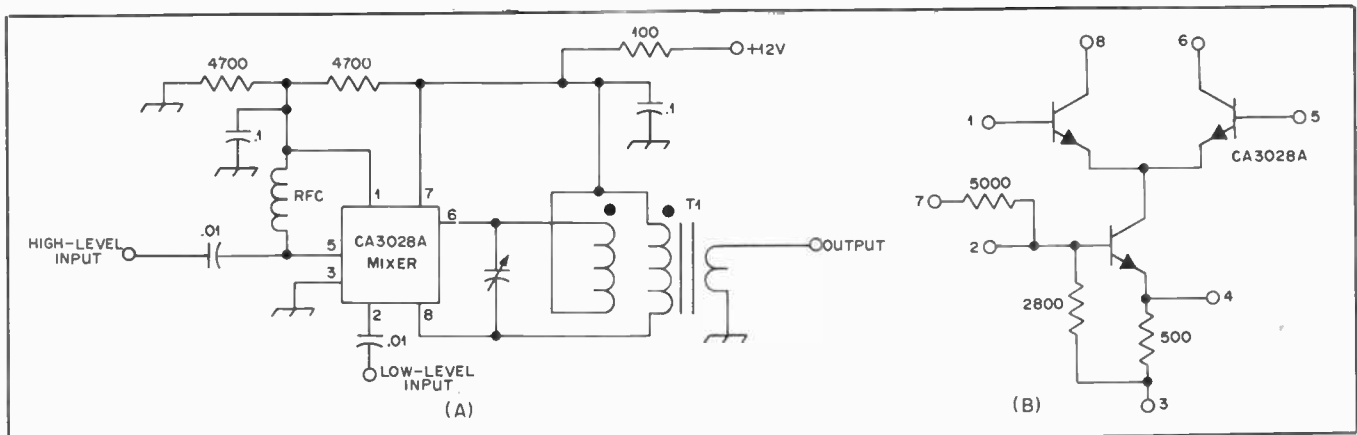 100
+12V
4700
4700
.1
.1
RFC
1
7
6
T1
HIGH-LEVEL
INPUT
.01
5
CA3028A
MIXER
OUTPUT
3
2
8
.01
LOW-LEVEL
INPUT
(A)
8
6
1
5
CA3028A
7
5000
2
4
2800
500
3
(B)